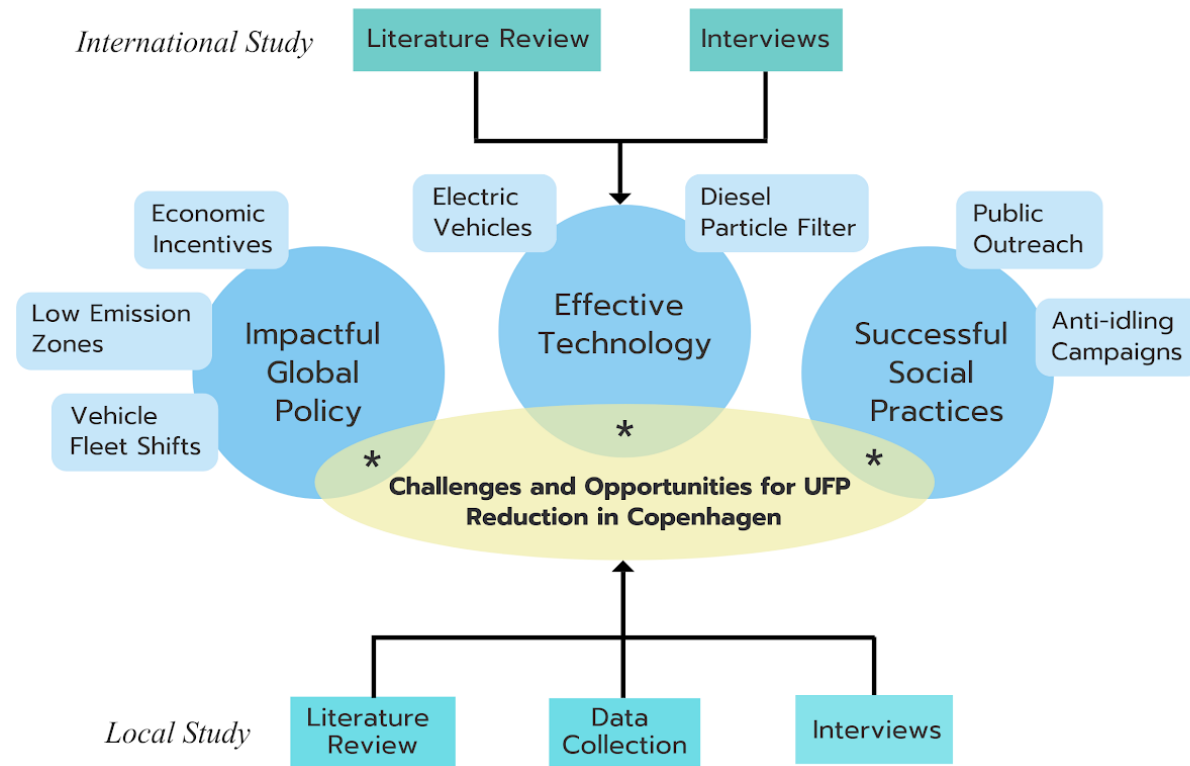 International Study
Literature Review
Interviews
Economic
Incentives
Electric
Vehicles
Diesel
Particle Filter
Public
Outreach
Low Emission
Zones
Impactful
Global
Policy
Effective
Technology
Successful
Social
Practices
Anti-idling
Campaigns
Vehicle
Fleet Shifts
*
*
*
Challenges and Opportunities for UFP
Reduction in Copenhagen
Local Study
Literature
Review
Data
Collection
Interviews